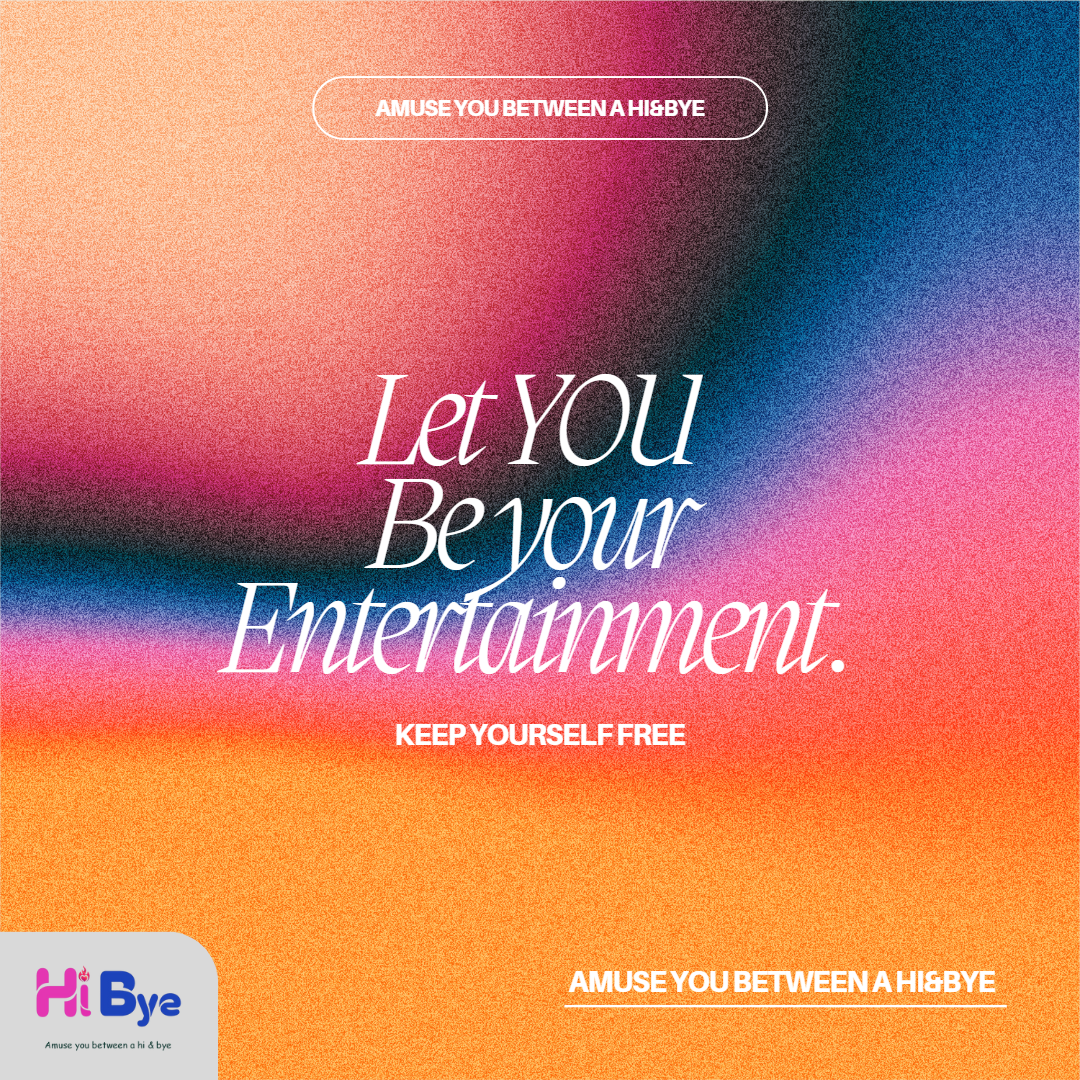 AMUSE YOU BETWEEN A HI&BYE
Let YOU
Be your
Entertainment.
KEEP YOURSELF FREE
AMUSE YOU BETWEEN A HI&BYE
Hi Bye
Amuse you between a hi & bye